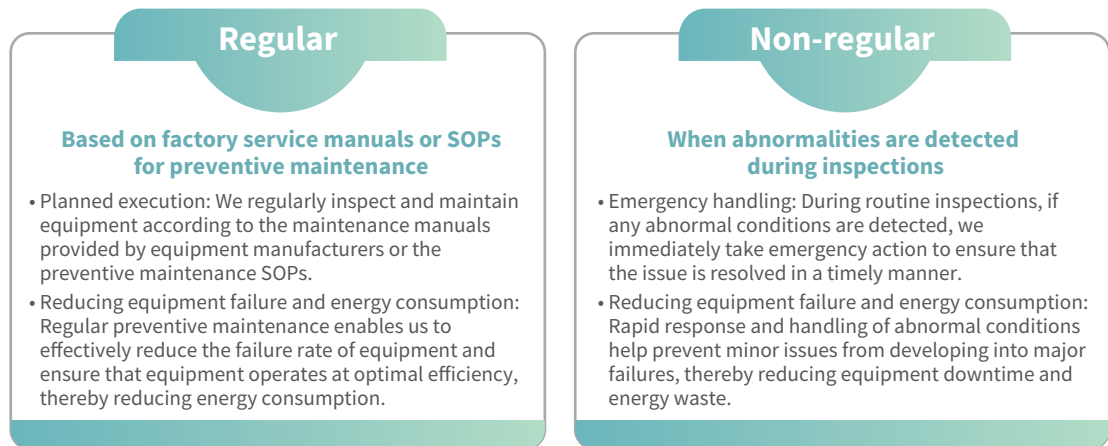 Regular
Based on factory service manuals or SOPs
for preventive maintenance
• Planned execution: We regularly inspect and maintain
equipment according to the maintenance manuals
provided by equipment manufacturers or the
preventive maintenance SOPs.
• Reducing equipment failure and energy consumption:
Regular preventive maintenance enables us to
effectively reduce the failure rate of equipment and
ensure that equipment operates at optimal efficiency,
thereby reducing energy consumption.
Non-regular
When abnormalities are detected
during inspections
• Emergency handling: During routine inspections, if
any abnormal conditions are detected, we
immediately take emergency action to ensure that
the issue is resolved in a timely manner.
• Reducing equipment failure and energy consumption:
Rapid response and handling of abnormal conditions
help prevent minor issues from developing into major
failures, thereby reducing equipment downtime and
energy waste.